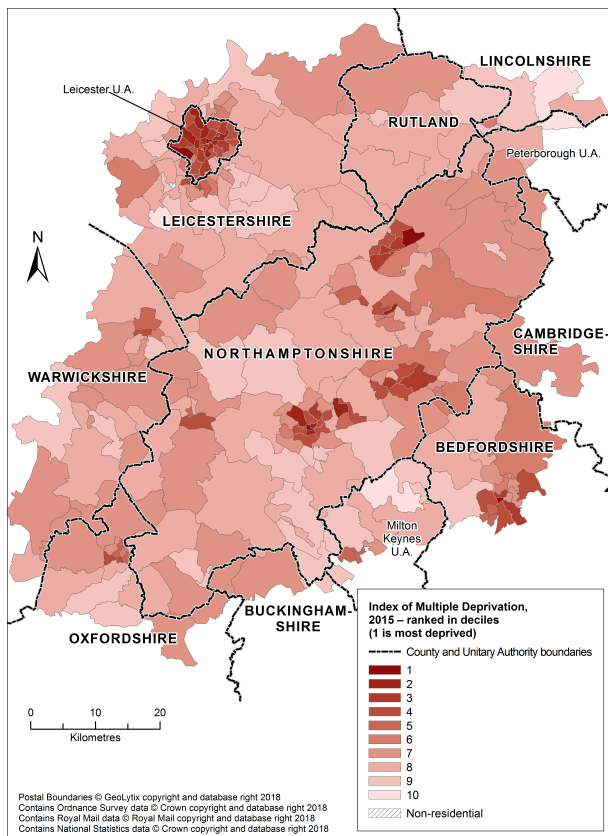 LINCOLNSHIRE
Leicester U.A.
RUTLAND
Peterborough U.A.
LEICESTERSHIRE
N
CAMBRIDGE-
SHIRE
NORTHAMPTONSHIRE
WARWICKSHIRE
BEDFORDSHIRE
Milton
Keynes
U.A.
BUCKINGHAM-
SHIRE
OXFORDSHIRE
Index of Multiple Deprivation,
2015 – ranked in deciles
(1 is most deprived)
County and Unitary Authority boundaries
1
2
3
4
5
6
7
8
9
10
Non-residential
0 10 20
Kilometres
Postal Boundaries © GeoLytix copyright and database right 2018
Contains Ordnance Survey data © Crown copyright and database right 2018
Contains Royal Mail data © Royal Mail copyright and database right 2018
Contains National Statistics data © Crown copyright and database right 2018